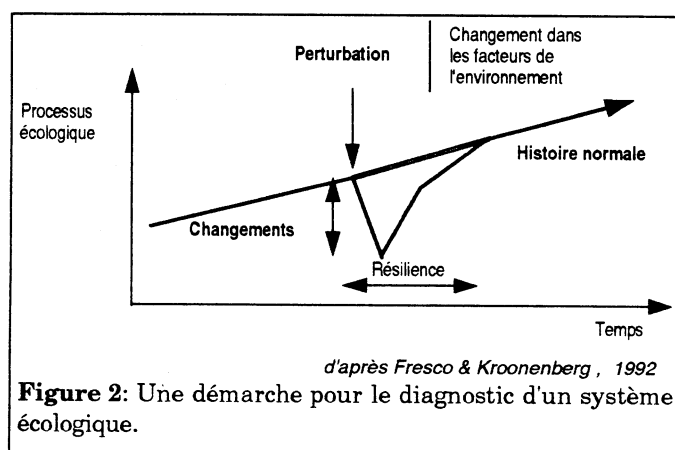 Perturbation
Changement dans
les facteurs de
l'environnement
Processus
écologique
Histoire normale
Changements
Résilience
Temps
d'après Fresco & Kroonenberg , 1992
Figure 2: Une démarche pour le diagnostic d'un système
écologique.